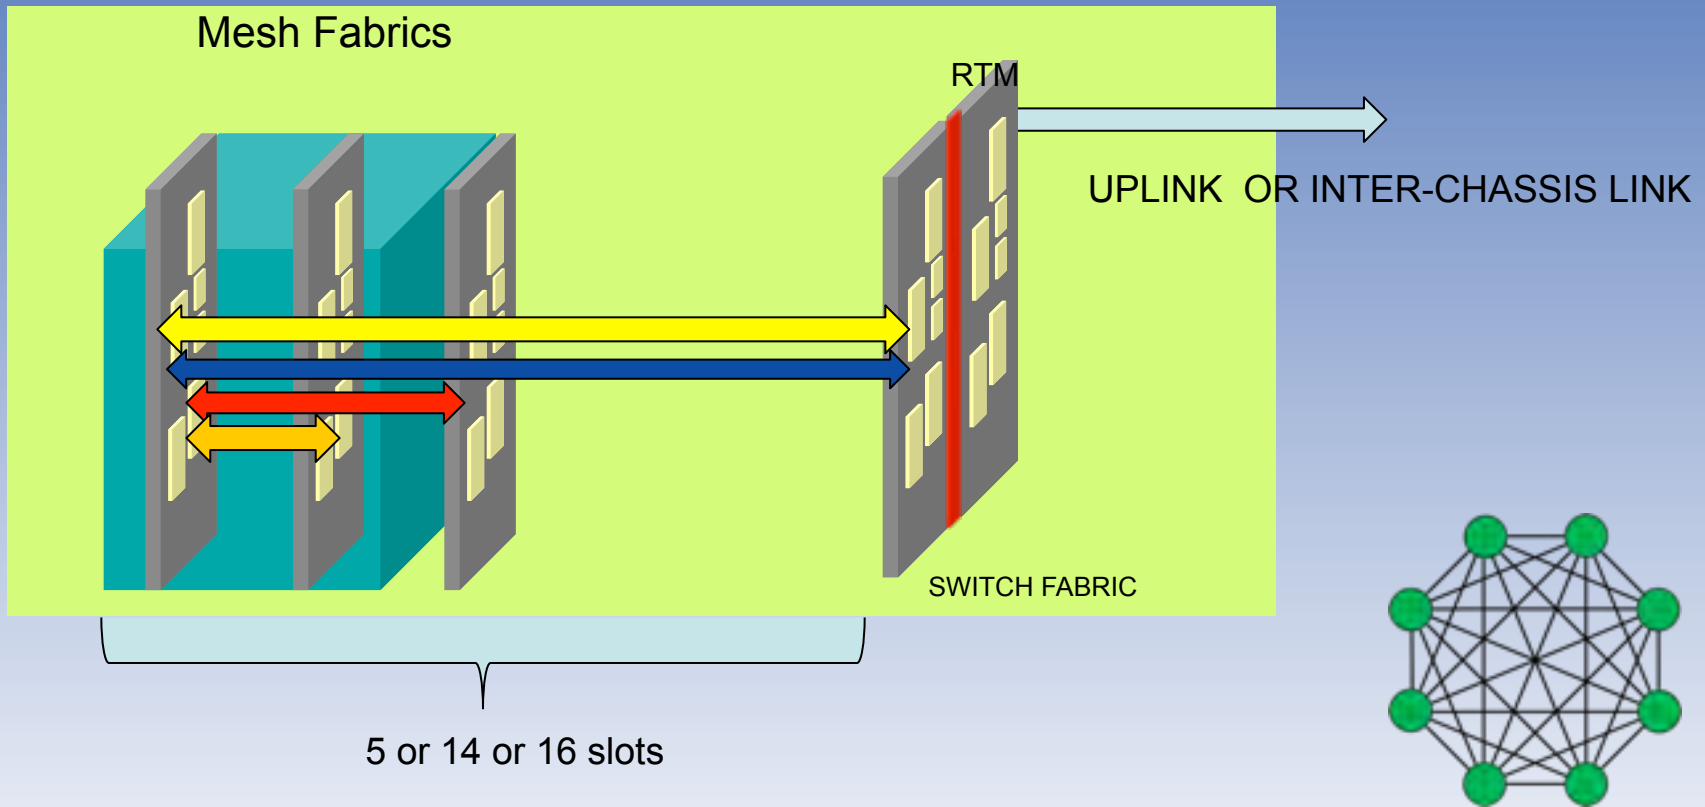 Mesh Fabrics
RTM
UPLINK  OR INTER-CHASSIS LINK
SWITCH FABRIC
5 or 14 or 16 slots